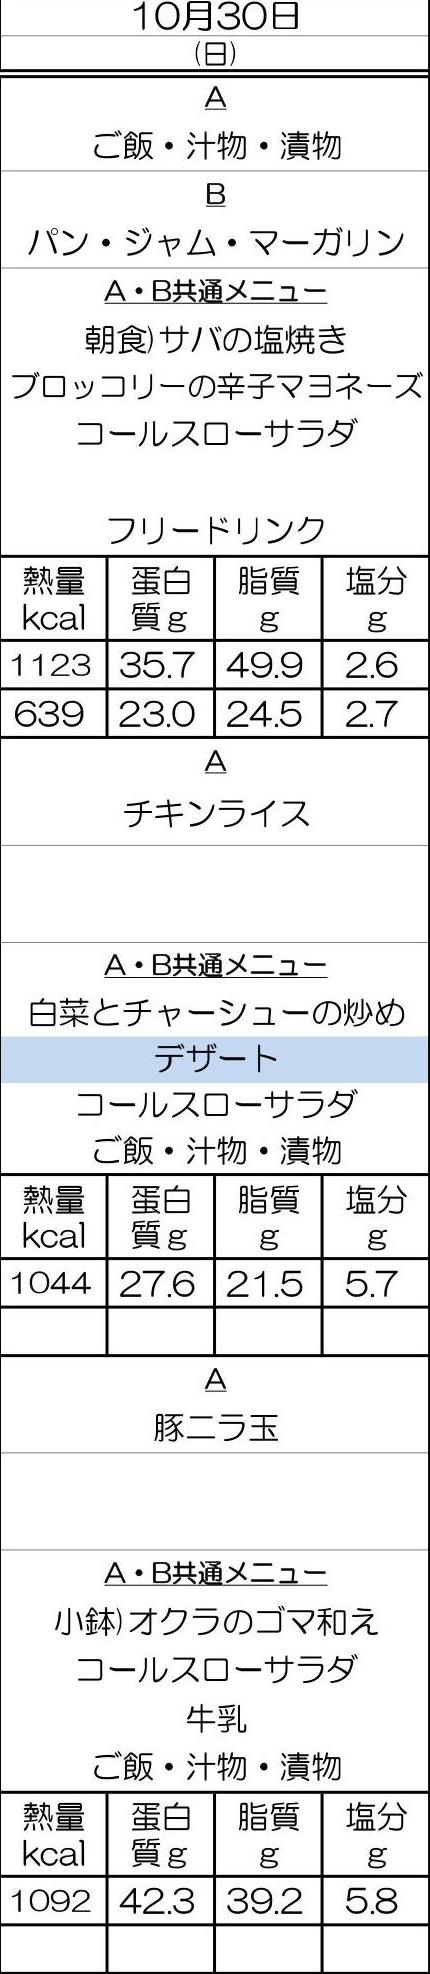 10月30日
(日)
A
ご飯・汁物・漬物
B
パン・ジャム・マーガリン
A・B共通メニュー
朝食)サバの塩焼き
ブロッコリーの辛子マヨネーズ
コールスローサラダ
フリードリンク
熱量 蛋白 脂質 塩分
kcal 質g g g
1123 35.7 49.9 2.6
639 23.0 24.5 2.7
A
チキンライス
A・B共通メニュー
白菜とチャーシューの炒め
デザート
コールスローサラダ
ご飯・汁物・漬物
熱量 蛋白 脂質 塩分
kcal 質g g g
1044 27.6 21.5 5.7
A
豚ニラ玉
A・B共通メニュー
小鉢)オクラのゴマ和え
コールスローサラダ
牛乳
ご飯・汁物・漬物
熱量 蛋白 脂質 塩分
kcal 質g g g
1092 42.3 39.2 5.8